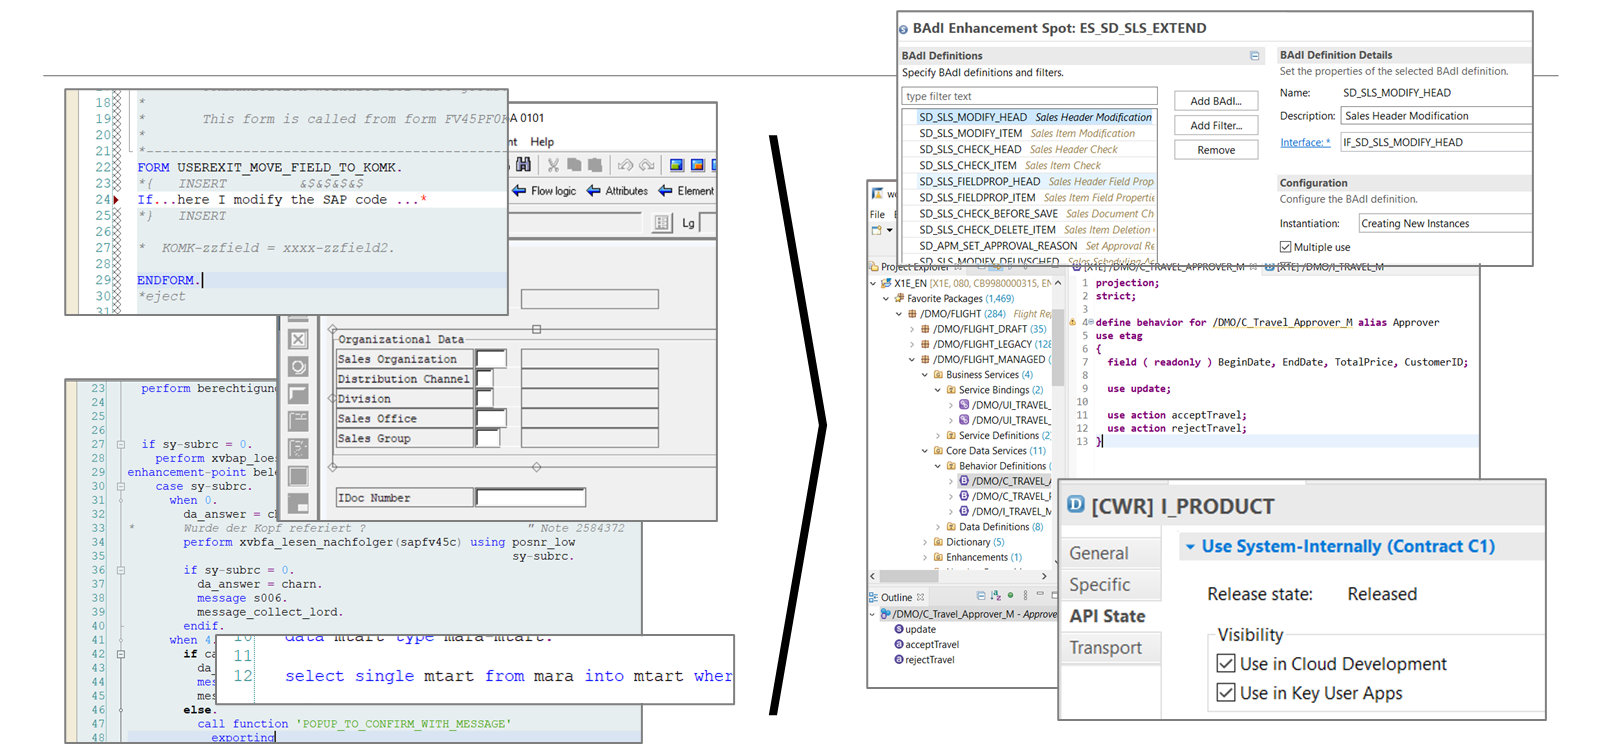 18 *
19 * This form is called from form FV45PF0
20 *
21 *
22 FORM USEREXIT_MOVE_FIELD_TO_KOMK.
23 *{ INSERT &$&$&$&$
24 If...here I modify the SAP code ...*
25 *} INSERT
26
27 * KOMK-zzfield = xxxx-zzfield2.
28
29 ENDFORM.
30 *eject
31
A 0101
Help
Flow logic
Attributes
Element
Lg
Organizational Data
Sales Organization
Distribution Channel
Division
Sales Office
Sales Group
IDoc Number
23 perform berechtigun
24
25
26
27 if sy-subrc = 0.
28 perform xvbap_loe
29 enhancement-point bel
30 case sy-subrc.
31 when 0.
32 da_answer = ch
33 * Wurde der Kopf referiert ? " Note 2584372
34 perform xvbfa_lesen_nachfolger(sapfv45c) using posnr_low
35 sy-subrc.
36 if sy-subrc = 0.
37 da_answer = charn.
38 message s006.
39 message_collect_lord.
40 endif.
41 when 4
42 if ca
43 da_
44 mes
45 mes
46 else.
47 call function 'POPUP_TO_CONFIRM_WITH_MESSAGE'
48 exporting
10 data mtart type mara-mtart.
11
12 select single mtart from mara into mtart wher
BAdI Enhancement Spot: ES_SD_SLS_EXTEND
BAdI Definitions
Specify BAdI definitions and filters.
type filter text
SD_SLS_MODIFY_HEAD Sales Header Modification
SD_SLS_MODIFY_ITEM Sales Item Modification
SD_SLS_CHECK_HEAD Sales Header Check
SD_SLS_CHECK_ITEM Sales Item Check
SD_SLS_FIELDPROP_HEAD Sales Header Field Prop
SD_SLS_FIELDPROP_ITEM Sales Item Field Properti
SD_SLS_CHECK_BEFORE_SAVE Sales Document Ch
SD_SLS_CHECK_DELETE_ITEM Sales Item Deletion
SD_APM_SET_APPROVAL_REASON Set Approval Re
SD_SLS_MODIFY_DELIVSCHED Sales Scheduling
Add BAdI...
Add Filter...
Remove
BAdI Definition Details
Set the properties of the selected BAdI definition.
Name: SD_SLS_MODIFY_HEAD
Description: Sales Header Modification
Interface: * IF_SD_SLS_MODIFY_HEAD
Configuration
Configure the BAdI definition.
Instantiation: Creating New Instances
Multiple use
File
Project Explorer
X1E_EN [X1E, 080, CB9980000315, EN
Favorite Packages (1,469)
/DMO/FLIGHT (284) Flight Re
/DMO/FLIGHT_DRAFT (35)
/DMO/FLIGHT_LEGACY (128
/DMO/FLIGHT_MANAGED (
Business Services (4)
Service Bindings (2)
/DMO/UI_TRAVEL_
/DMO/UI_TRAVEL_
Service Definitions (2)
Core Data Services (11)
Behavior Definitions (
/DMO/C_TRAVEL_A
/DMO/C_TRAVEL_F
/DMO/I_TRAVEL_M
Data Definitions (8)
Dictionary (5)
Enhancements (1)
Outline
/DMO/C_Travel_Approver_M - Approve
update
acceptTravel
rejectTravel
[X1E] /DMO/C_TRAVEL_APPROVER_M
[X1E] /DMO/I_TRAVEL_M
1 projection;
2 strict;
3
4 define behavior for /DMO/C_Travel_Approver_M alias Approver
5 use etag
6 {
7 field ( readonly ) BeginDate, EndDate, TotalPrice, CustomerID;
8
9 use update;
10
11 use action acceptTravel;
12 use action rejectTravel;
13 }
[CWR] I_PRODUCT
General
Specific
API State
Transport
Use System-Internally (Contract C1)
Release state: Released
Visibility
Use in Cloud Development
Use in Key User Apps